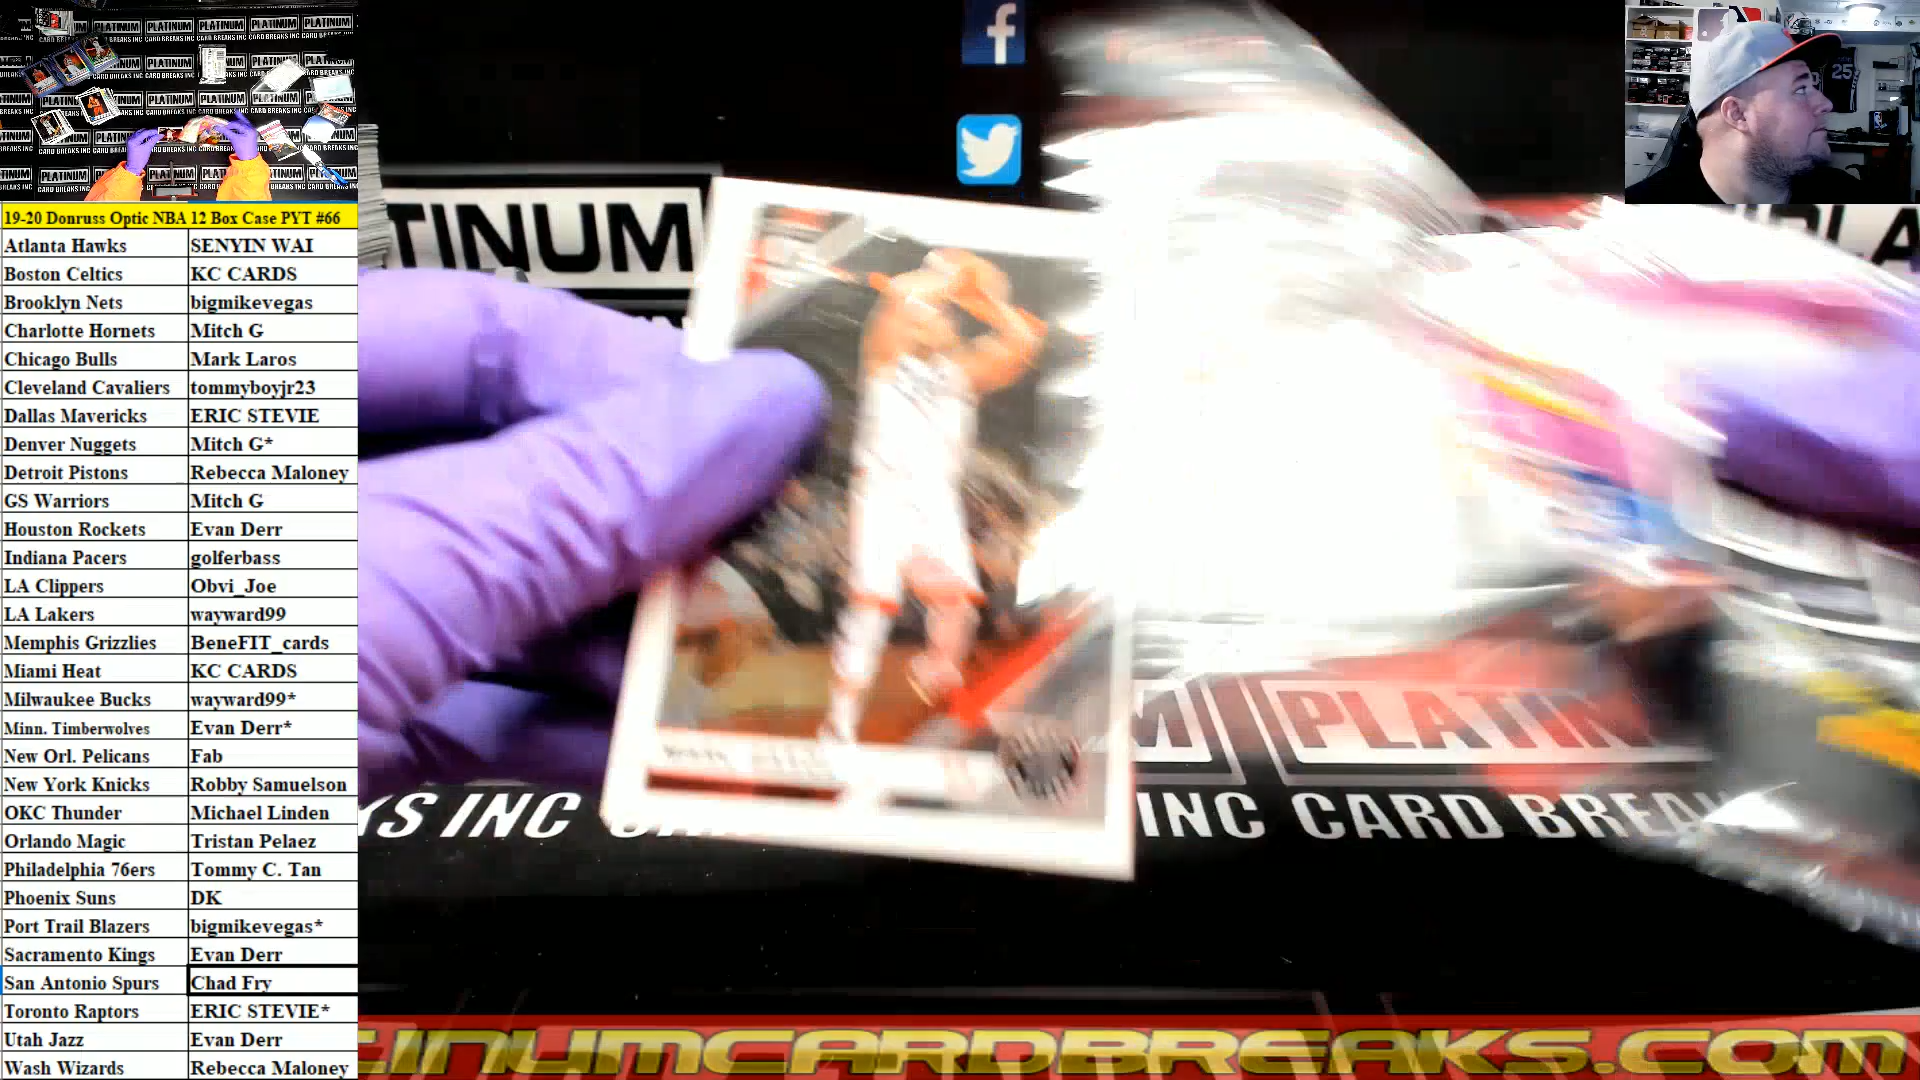 19-20 Donruss Optic NBA 12 Box Case PYT #66
Atlanta Hawks SENYIN WAI
Boston Celtics KC CARDS
Brooklyn Nets bigmikevegas
Charlotte Hornets Mitch G
Chicago Bulls Mark Laros
Cleveland Cavaliers tommyboyjr23
Dallas Mavericks ERIC STEVIE
Denver Nuggets Mitch G*
Detroit Pistons Rebecca Maloney
GS Warriors Mitch G
Houston Rockets Evan Derr
Indiana Pacers golferbass
LA Clippers Obvi_Joe
LA Lakers wayward99
Memphis Grizzlies BeneFIT_cards
Miami Heat KC CARDS
Milwaukee Bucks wayward99*
Minn. Timberwolves Evan Derr*
New Orl. Pelicans Fab
New York Knicks Robby Samuelson
OKC Thunder Michael Linden
Orlando Magic Tristan Pelaez
Philadelphia 76ers Tommy C. Tan
Phoenix Suns DK
Port Trail Blazers bigmikevegas*
Sacramento Kings Evan Derr
San Antonio Spurs Chad Fry
Toronto Raptors ERIC STEVIE*
Utah Jazz Evan Derr
Wash Wizards Rebecca Maloney
TINUM
PLATIN
KS INC
INC CARD BREA
TINUMCARDBREAKS.COM
25